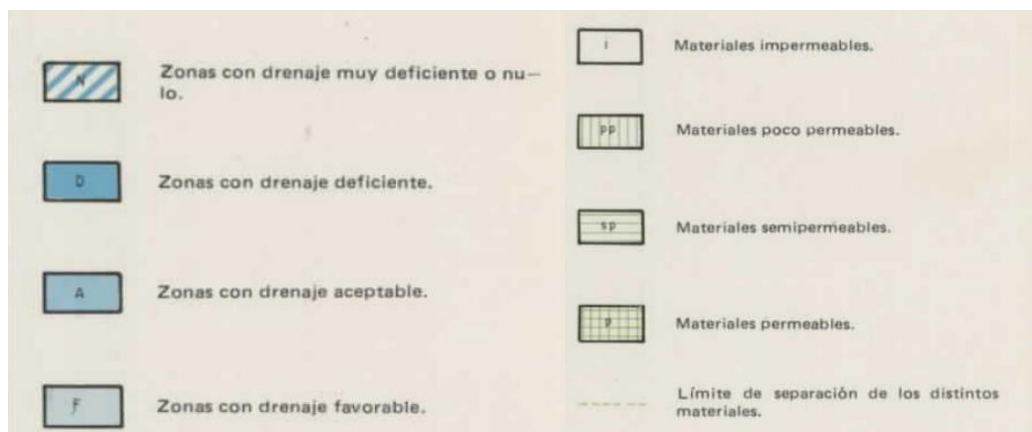 N
Zonas con drenaje muy deficiente o nu—
lo.
D
Zonas con drenaje deficiente.
A
Zonas con drenaje aceptable.
F
Zonas con drenaje favorable.
i
Materiales impermeables.
pp
Materiales poco permeables.
sp
Materiales semipermeables.
p
Materiales permeables.
Límite de separación de los distintos
materiales.